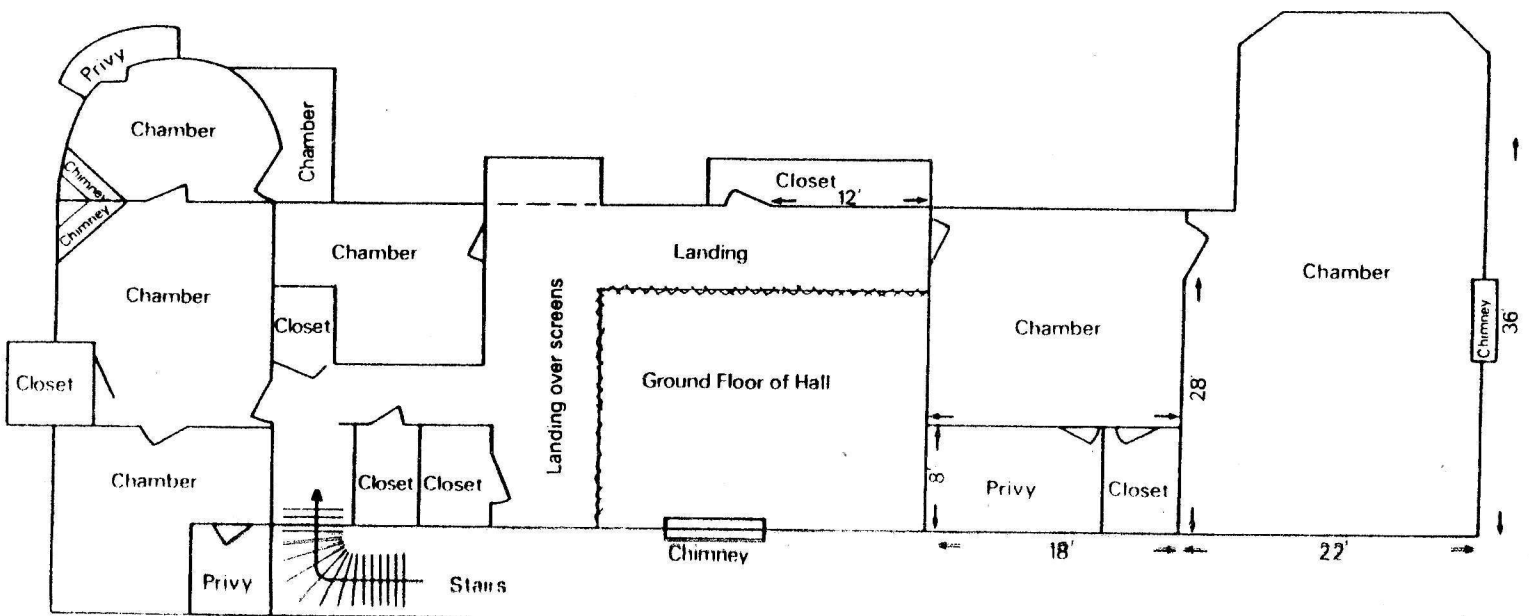 Privy
Chamber
Chamber
Chimney
Chimney
Closet
12'
Chamber
Landing
Chamber
Chamber
Closet
Landing over screens
Chamber
Chimney
36'
Closet
Ground Floor of Hall
28'
Chamber
Closet
Closet
8'
Privy
Closet
Chimney
18'
22'
Privy
Stairs